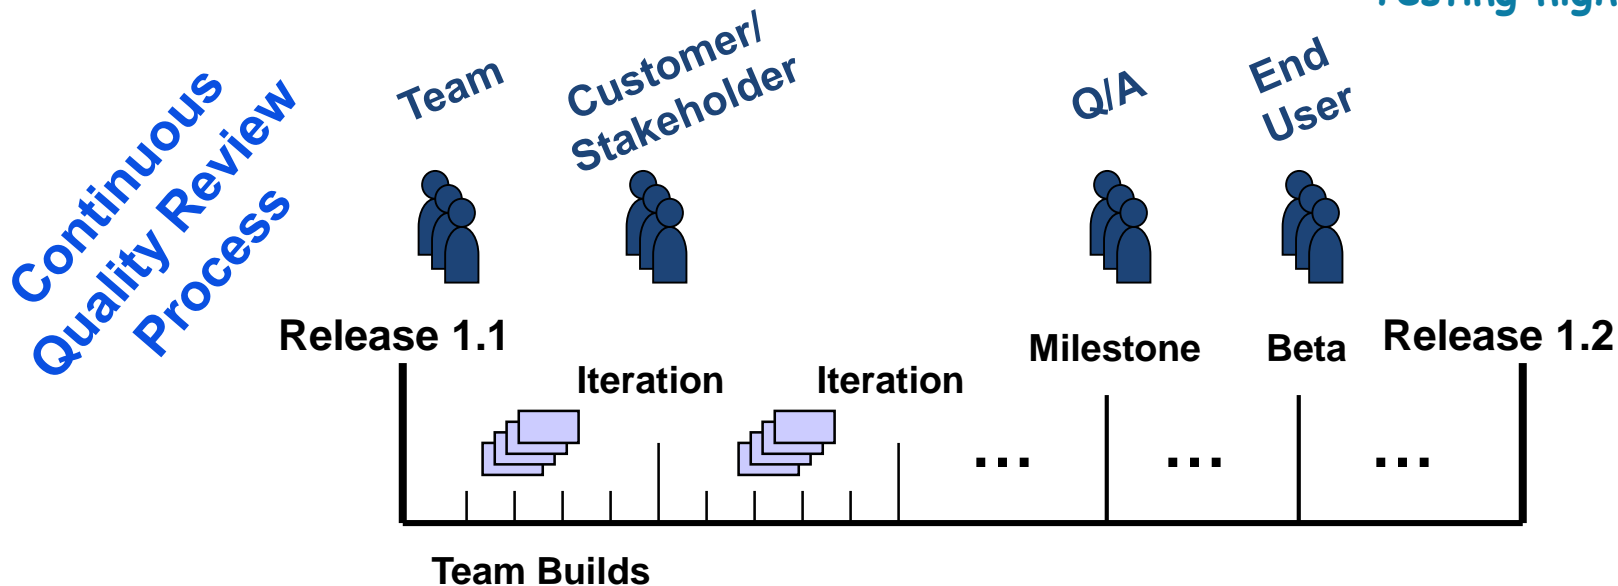 Testing
Continuous
Quality Review
Process
Team
Customer/
Stakeholder
Q/A
End
User
Release 1.1
Milestone
Beta
Release 1.2
Iteration
Iteration
...
...
...
Team Builds